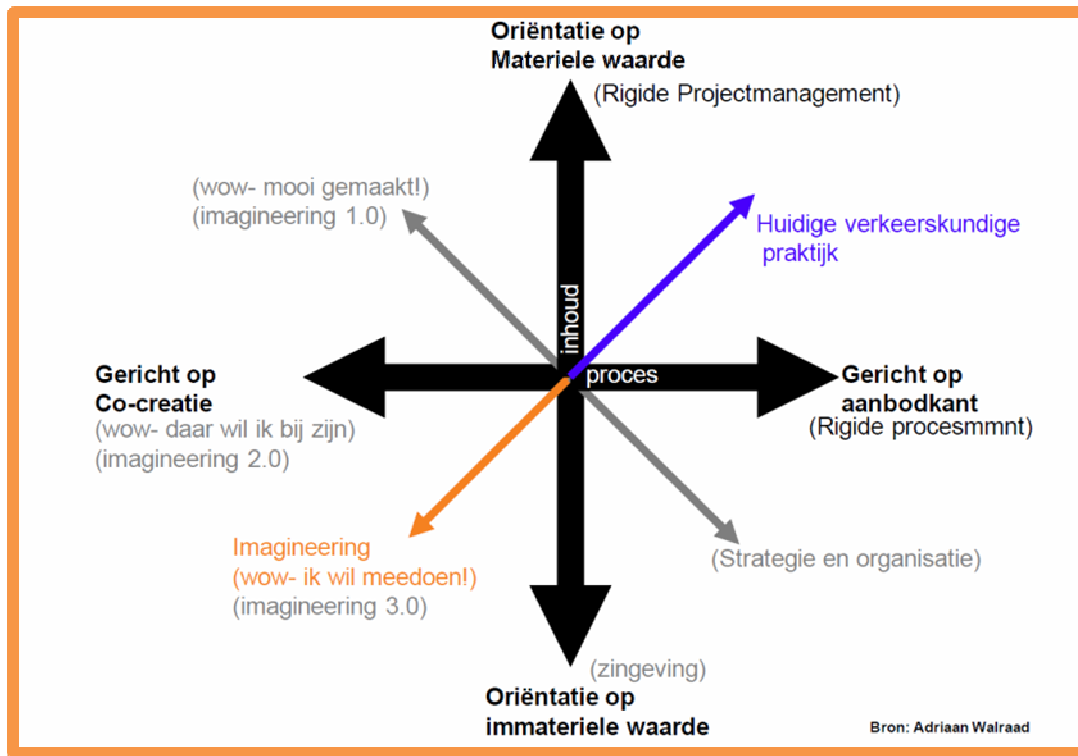 Oriëntatie op
Materiele waarde
(Rigide Projectmanagement)
(wow- mooi gemaakt!)
(imagineering 1.0)
Huidige verkeerskundige
praktijk
inhoud
proces
Gericht op
Co-creatie
(wow- daar wil ik bij zijn)
(imagineering 2.0)
Gericht op
aanbodkant
(Rigide procesmmnt)
Imagineering
(wow- ik wil meedoen!)
(imagineering 3.0)
(Strategie en organisatie)
(zingeving)
Oriëntatie op
immateriele waarde
Bron: Adriaan Walraad